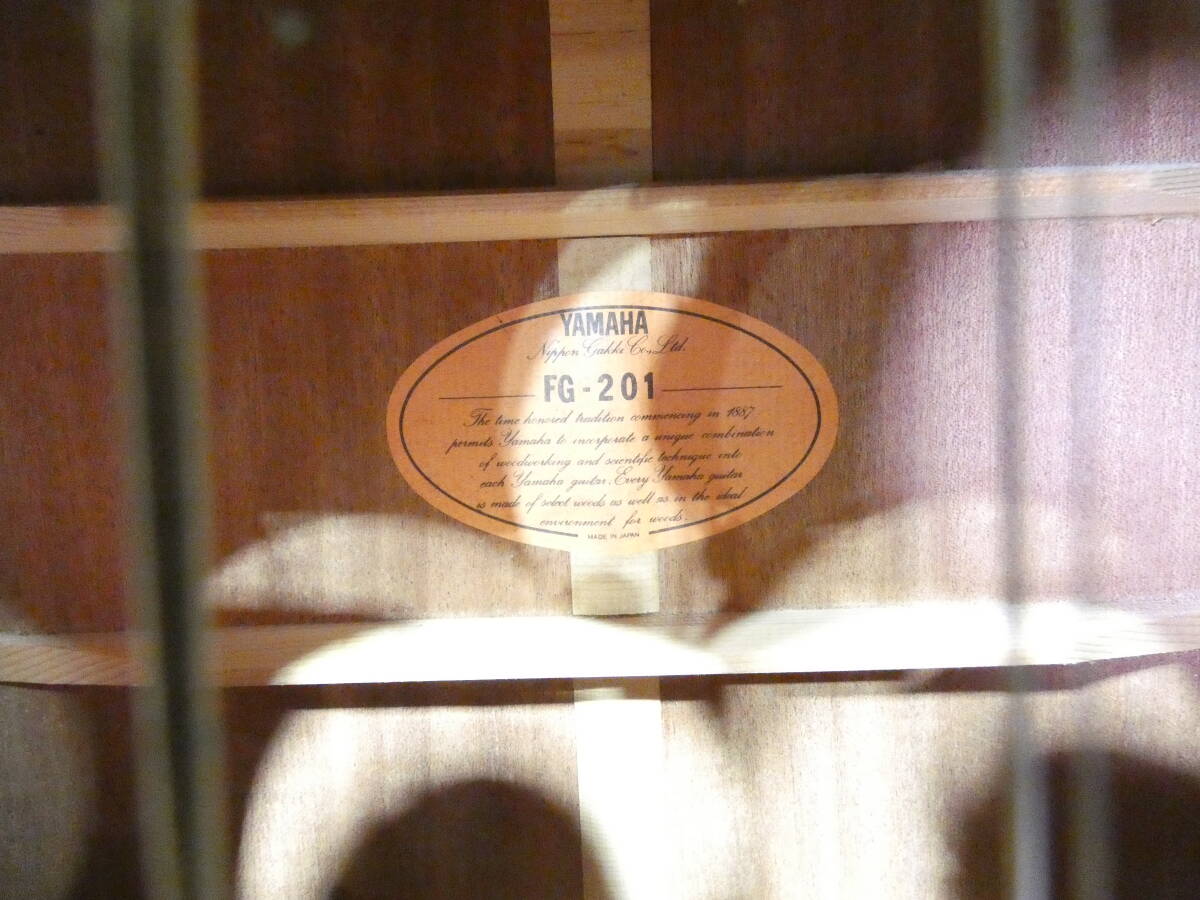 YAMAHA
Nippon Gakki Co., Ltd.
FG-201
The time honored tradition commencing in 1887
permits Yamaha to incorporate a unique combination
of woodworking and scientific technique into
each Yamaha guitar. Every Yamaha guitar
is made of select woods as well as in the ideal
environment for woods.
MADE IN JAPAN